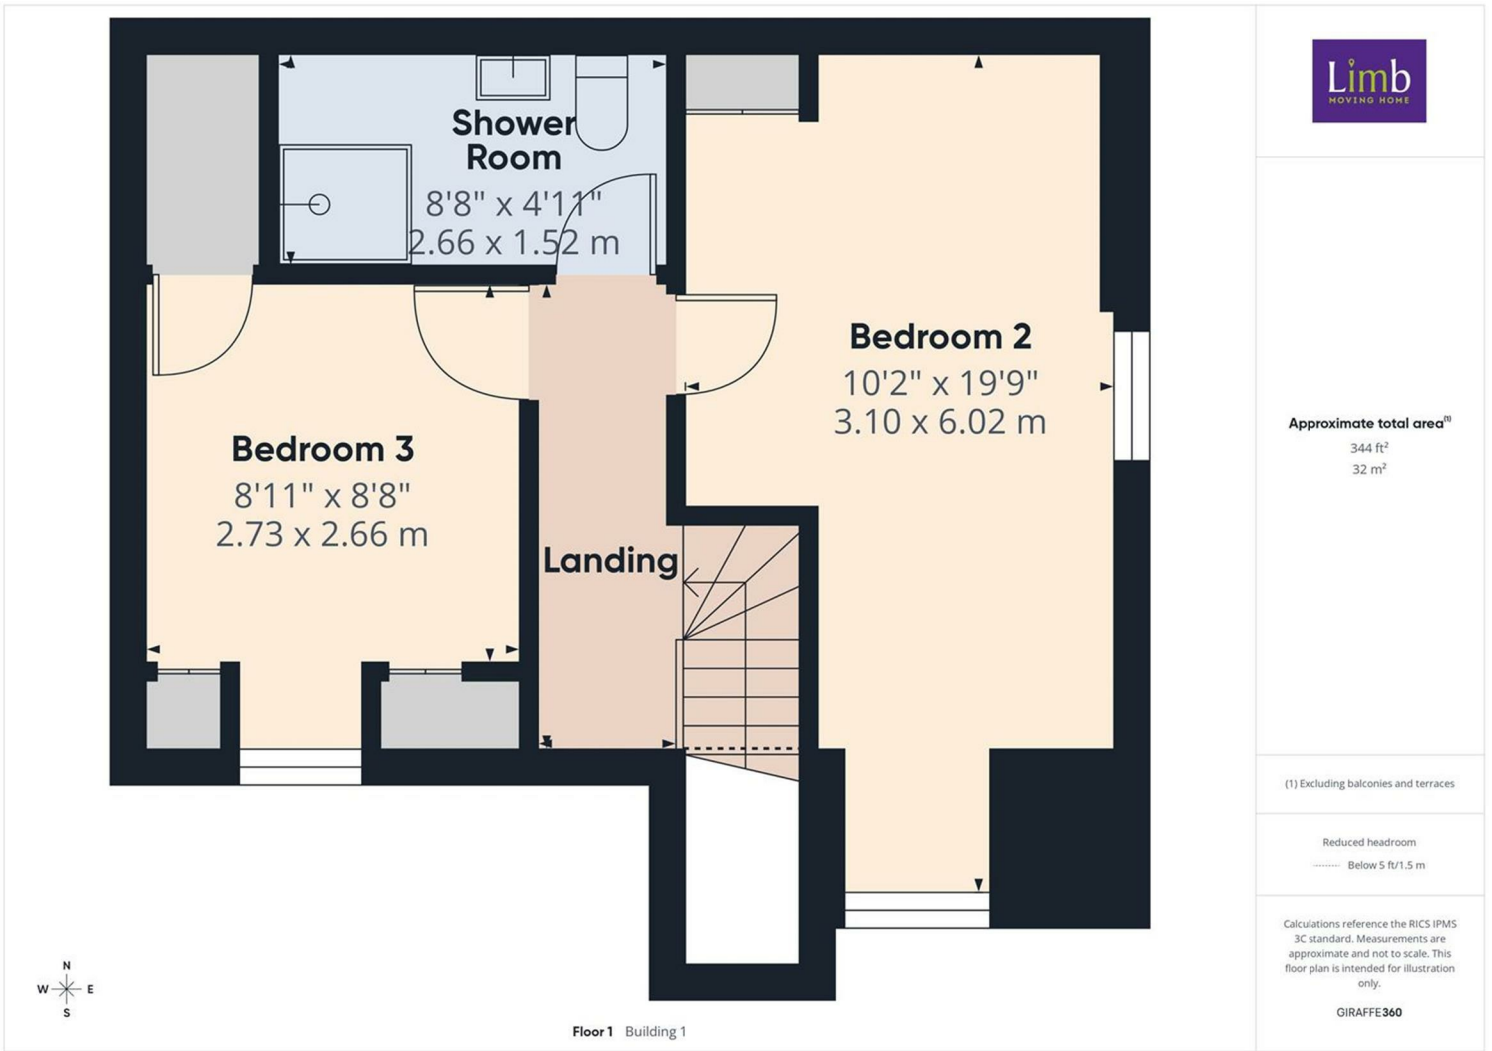 Shower
Room
8'8" x 4'11"
2.66 x 1.52 m
Bedroom 2
10'2" x 19'9"
3.10 x 6.02 m
Bedroom 3
8'11" x 8'8"
2.73 x 2.66 m
Landing
N
W E
S
Floor 1 Building 1
Limb
MOVING HOME
Approximate total area(1)
344 ft²
32 m²
(1) Excluding balconies and terraces
Reduced headroom
Below 5 ft/1.5 m
Calculations reference the RICS IPMS
3C standard. Measurements are
approximate and not to scale. This
floor plan is intended for illustration
only.
GIRAFFE360